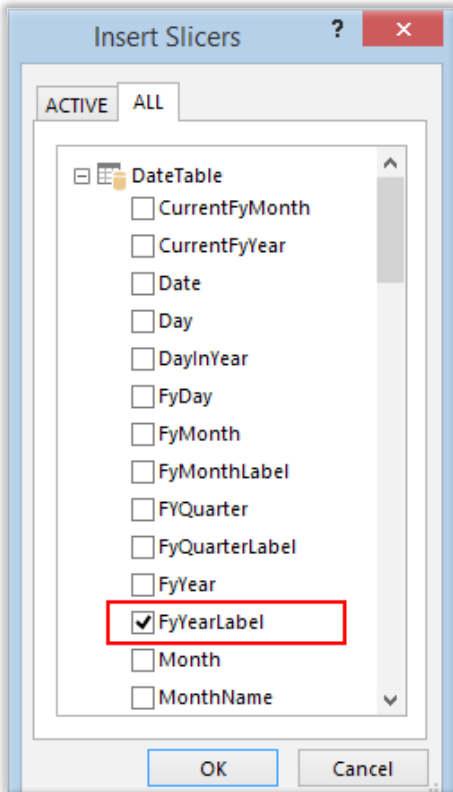 Insert Slicers ?
ACTIVE ALL
DateTable
CurrentFyMonth
CurrentFyYear
Date
Day
DayInYear
FyDay
FyMonth
FyMonthLabel
FYQuarter
FyQuarterLabel
FyYear
FyYearLabel
Month
MonthName
OK Cancel